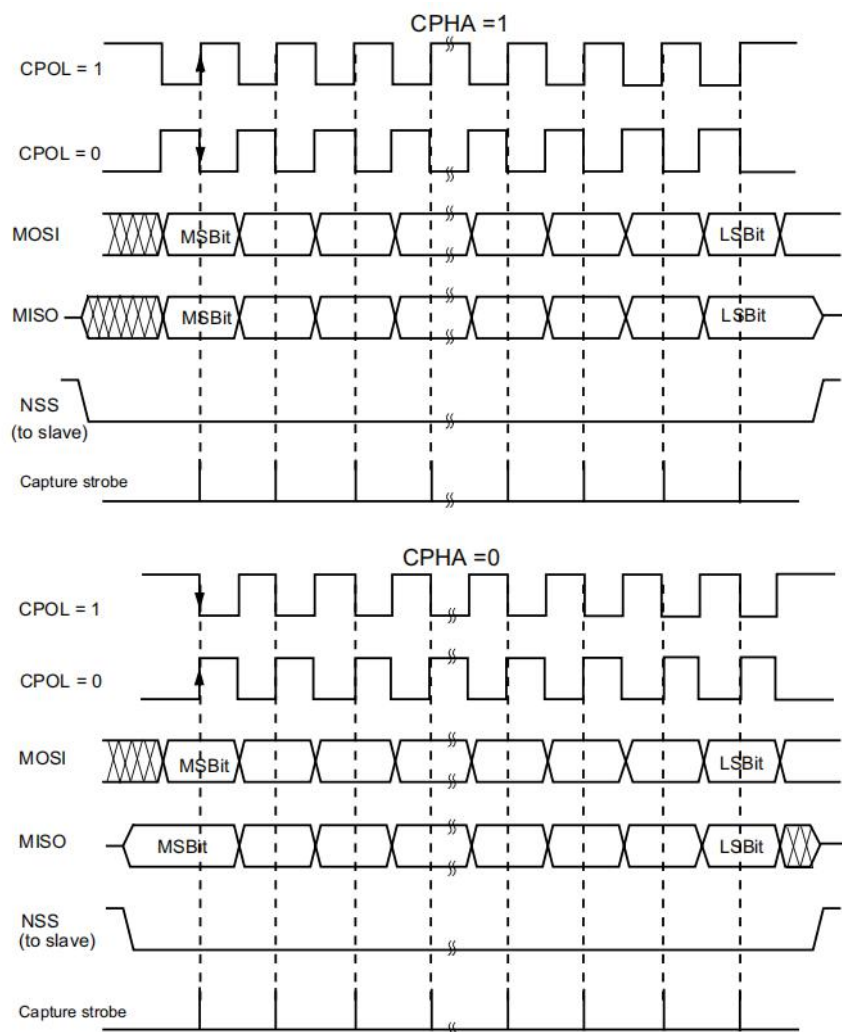 CPHA =1
CPOL = 1
CPOL = 0
MOSI MSBit LSBit
MISO MSBit LSBit
NSS
(to slave)
Capture strobe
CPHA =0
CPOL = 1
CPOL = 0
MOSI MSBit LSBit
MISO MSBit LSBit
NSS
(to slave)
Capture strobe